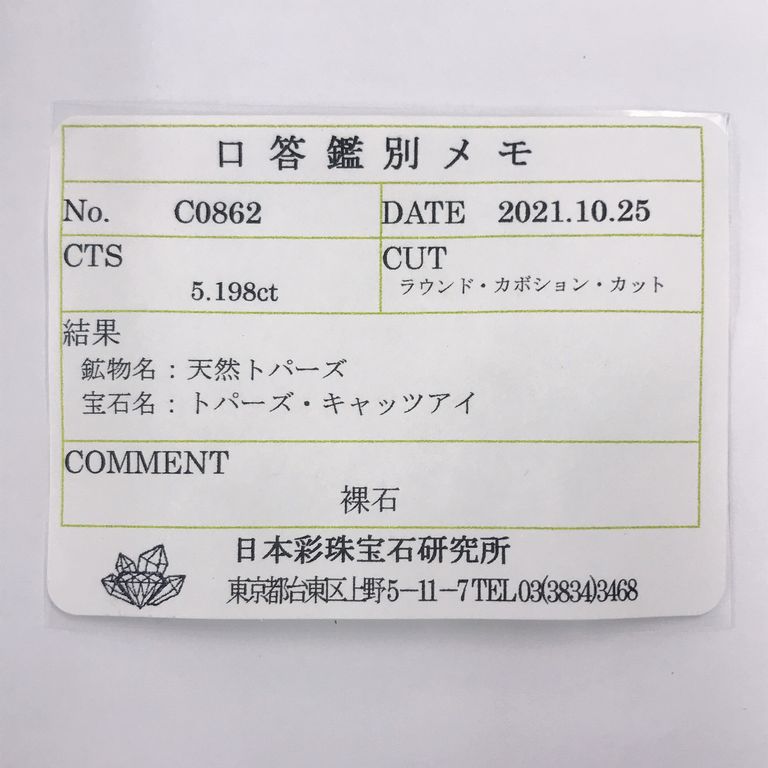 口答鑑別メモ
No. C0862 DATE 2021.10.25
CTS CUT
5.198ct ラウンド・カボション・カット
結果
鉱物名：天然トパーズ
宝石名：トパーズ・キャッツアイ
COMMENT
裸石
日本彩珠宝石研究所
東京都台東区上野5－11－7 TEL 03(3834)3468